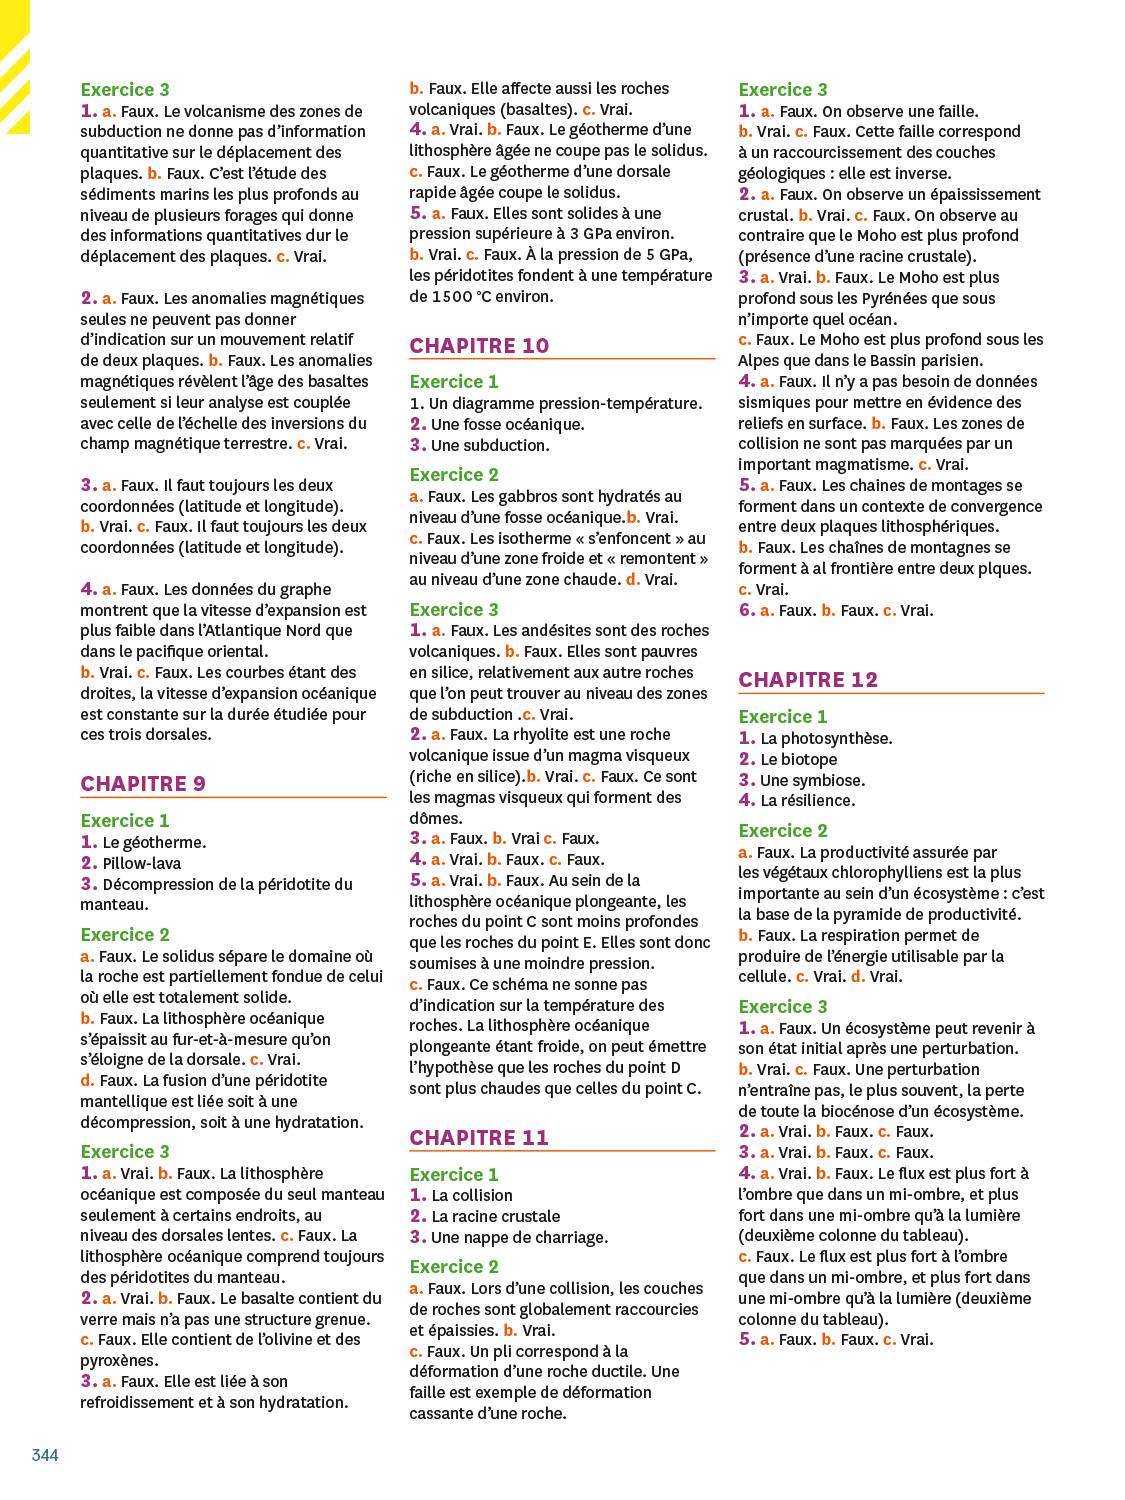 Exercice 3
1. a. Faux. Le volcanisme des zones de
subduction ne donne pas d’information
quantitative sur le déplacement des
plaques. b. Faux. C’est l’étude des
sédiments marins les plus profonds au
niveau de plusieurs forages qui donne
des informations quantitatives dur le
déplacement des plaques. c. Vrai.
2. a. Faux. Les anomalies magnétiques
seules ne peuvent pas donner
d’indication sur un mouvement relatif
de deux plaques. b. Faux. Les anomalies
magnétiques révèlent l’âge des basaltes
seulement si leur analyse est couplée
avec celle de l’échelle des inversions du
champ magnétique terrestre. c. Vrai.
3. a. Faux. Il faut toujours les deux
coordonnées (latitude et longitude).
b. Vrai. c. Faux. Il faut toujours les deux
coordonnées (latitude et longitude).
4. a. Faux. Les données du graphe
montrent que la vitesse d’expansion est
plus faible dans l’Atlantique Nord que
dans le pacifique oriental.
b. Vrai. c. Faux. Les courbes étant des
droites, la vitesse d’expansion océanique
est constante sur la durée étudiée pour
ces trois dorsales.
CHAPITRE 9
Exercice 1
1. Le géotherme.
2. Pillow-lava
3. Décompression de la péridotite du
manteau.
Exercice 2
a. Faux. Le solidus sépare le domaine où
la roche est partiellement fondue de celui
où elle est totalement solide.
b. Faux. La lithosphère océanique
s’épaissit au fur-et-à-mesure qu’on
s’éloigne de la dorsale. c. Vrai.
d. Faux. La fusion d’une péridotite
mantellique est liée soit à une
décompression, soit à une hydratation.
Exercice 3
1. a. Vrai. b. Faux. La lithosphère
océanique est composée du seul manteau
seulement à certains endroits, au
niveau des dorsales lentes. c. Faux. La
lithosphère océanique comprend toujours
des péridotites du manteau.
2. a. Vrai. b. Faux. Le basalte contient du
verre mais n’a pas une structure grenue.
c. Faux. Elle contient de l’olivine et des
pyroxènes.
3. a. Faux. Elle est liée à son
refroidissement et à son hydratation.
b. Faux. Elle affecte aussi les roches
volcaniques (basaltes). c. Vrai.
4. a. Vrai. b. Faux. Le géotherme d’une
lithosphère âgée ne coupe pas le solidus.
c. Faux. Le géotherme d’une dorsale
rapide âgée coupe le solidus.
5. a. Faux. Elles sont solides à une
pression supérieure à 3 GPa environ.
b. Vrai. c. Faux. À la pression de 5 GPa,
les péridotites fondent à une température
de 1500 °C environ.
CHAPITRE 10
Exercice 1
1. Un diagramme pression-température.
2. Une fosse océanique.
3. Une subduction.
Exercice 2
a. Faux. Les gabbros sont hydratés au
niveau d’une fosse océanique.b. Vrai.
c. Faux. Les isotherme « s’enfoncent » au
niveau d’une zone froide et « remontent »
au niveau d’une zone chaude. d. Vrai.
Exercice 3
1. a. Faux. Les andésites sont des roches
volcaniques. b. Faux. Elles sont pauvres
en silice, relativement aux autre roches
que l’on peut trouver au niveau des zones
de subduction .c. Vrai.
2. a. Faux. La rhyolite est une roche
volcanique issue d’un magma visqueux
(riche en silice).b. Vrai. c. Faux. Ce sont
les magmas visqueux qui forment des
dômes.
3. a. Faux. b. Vrai c. Faux.
4. a. Vrai. b. Faux. c. Faux.
5. a. Vrai. b. Faux. Au sein de la
lithosphère océanique plongeante, les
roches du point C sont moins profondes
que les roches du point E. Elles sont donc
soumises à une moindre pression.
c. Faux. Ce schéma ne sonne pas
d’indication sur la température des
roches. La lithosphère océanique
plongeante étant froide, on peut émettre
l’hypothèse que les roches du point D
sont plus chaudes que celles du point C.
CHAPITRE 11
Exercice 1
1. La collision
2. La racine crustale
3. Une nappe de charriage.
Exercice 2
a. Faux. Lors d’une collision, les couches
de roches sont globalement raccourcies
et épaissies. b. Vrai.
c. Faux. Un pli correspond à la
déformation d’une roche ductile. Une
faille est exemple de déformation
cassante d’une roche.
Exercice 3
1. a. Faux. On observe une faille.
b. Vrai. c. Faux. Cette faille correspond
à un raccourcissement des couches
géologiques : elle est inverse.
2. a. Faux. On observe un épaississement
crustal. b. Vrai. c. Faux. On observe au
contraire que le Moho est plus profond
(présence d’une racine crustale).
3. a. Vrai. b. Faux. Le Moho est plus
profond sous les Pyrénées que sous
n’importe quel océan.
c. Faux. Le Moho est plus profond sous les
Alpes que dans le Bassin parisien.
4. a. Faux. Il n’y a pas besoin de données
sismiques pour mettre en évidence des
reliefs en surface. b. Faux. Les zones de
collision ne sont pas marquées par un
important magmatisme. c. Vrai.
5. a. Faux. Les chaines de montages se
forment dans un contexte de convergence
entre deux plaques lithosphériques.
b. Faux. Les chaînes de montagnes se
forment à al frontière entre deux plques.
c. Vrai.
6. a. Faux. b. Faux. c. Vrai.
CHAPITRE 12
Exercice 1
1. La photosynthèse.
2. Le biotope
3. Une symbiose.
4. La résilience.
Exercice 2
a. Faux. La productivité assurée par
les végétaux chlorophylliens est la plus
importante au sein d’un écosystème : c’est
la base de la pyramide de productivité.
b. Faux. La respiration permet de
produire de l’énergie utilisable par la
cellule. c. Vrai. d. Vrai.
Exercice 3
1. a. Faux. Un écosystème peut revenir à
son état initial après une perturbation.
b. Vrai. c. Faux. Une perturbation
n’entraîne pas, le plus souvent, la perte
de toute la biocénose d’un écosystème.
2. a. Vrai. b. Faux. c. Faux.
3. a. Vrai. b. Faux. c. Faux.
4. a. Vrai. b. Faux. Le flux est plus fort à
l’ombre que dans un mi-ombre, et plus
fort dans une mi-ombre qu’à la lumière
(deuxième colonne du tableau).
c. Faux. Le flux est plus fort à l’ombre
que dans un mi-ombre, et plus fort dans
une mi-ombre qu’à la lumière (deuxième
colonne du tableau).
5. a. Faux. b. Faux. c. Vrai.
344